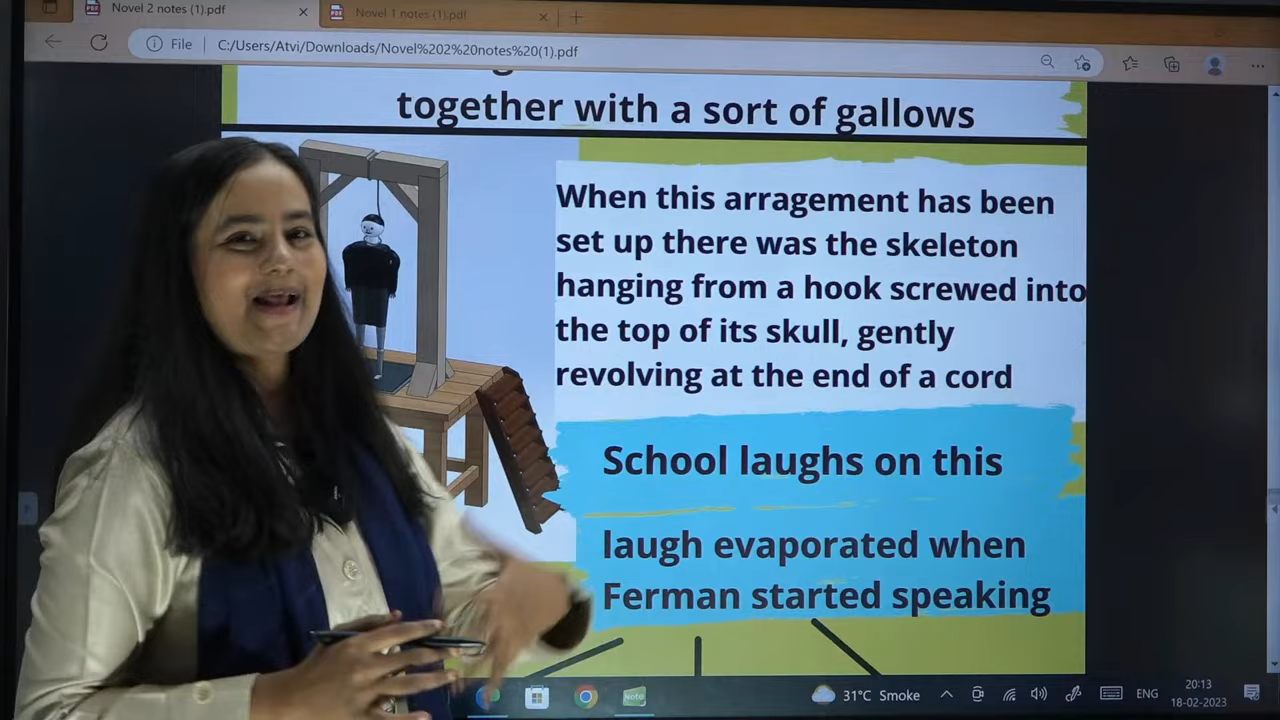 Novel 2 notes (1).pdf
Novel 1 notes (1).pdf
File
C:/Users/Atvi/Downloads/Novel%202%20notes%20(1).pdf
together with a sort of gallows
When this arragement has been
set up there was the skeleton
hanging from a hook screwed into
the top of its skull, gently
revolving at the end of a cord
School laughs on this
laugh evaporated when
Ferman started speaking
Note
31°C Smoke
ENG
20:13
18-02-2023